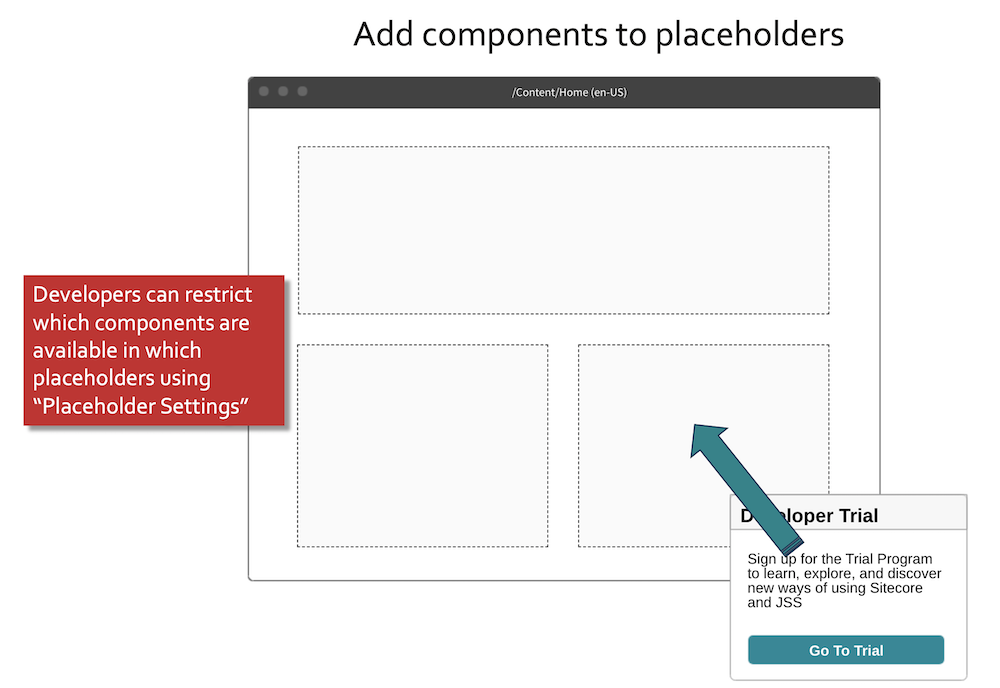 Add components to placeholders
/Content/Home (en-US)
Developers can restrict
which components are
available in which
placeholders using
“Placeholder Settings”
Developer Trial
Sign up for the Trial Program
to learn, explore, and discover
new ways of using Sitecore
and JSS
Go To Trial